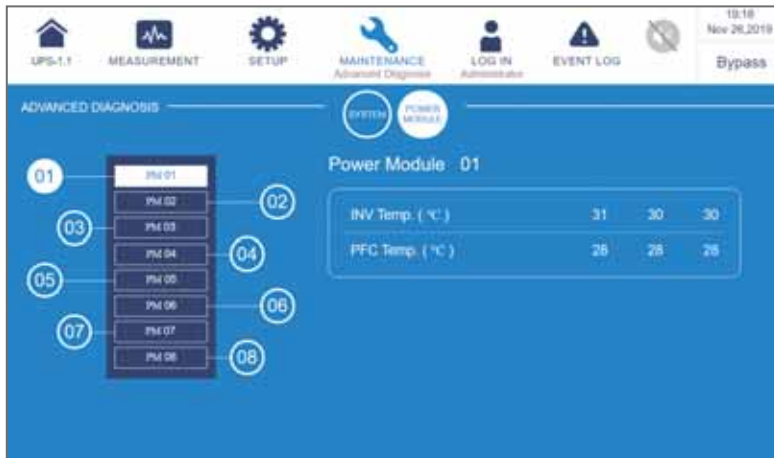 19:18
Nov 26,2019
UPS-1.1
MEASUREMENT
SETUP
MAINTENANCE
Advanced Diagnosis
LOG IN
Administrator
EVENT LOG
Bypass
ADVANCED DIAGNOSIS
SYSTEM
POWER
MODULE
01
PM 01
PM 02
02
03
PM 03
PM 04
04
05
PM 05
PM 06
06
07
PM 07
PM 08
08
Power Module 01
INV Temp. ( ℃ ) 31 30 30
PFC Temp. ( ℃ ) 28 28 28